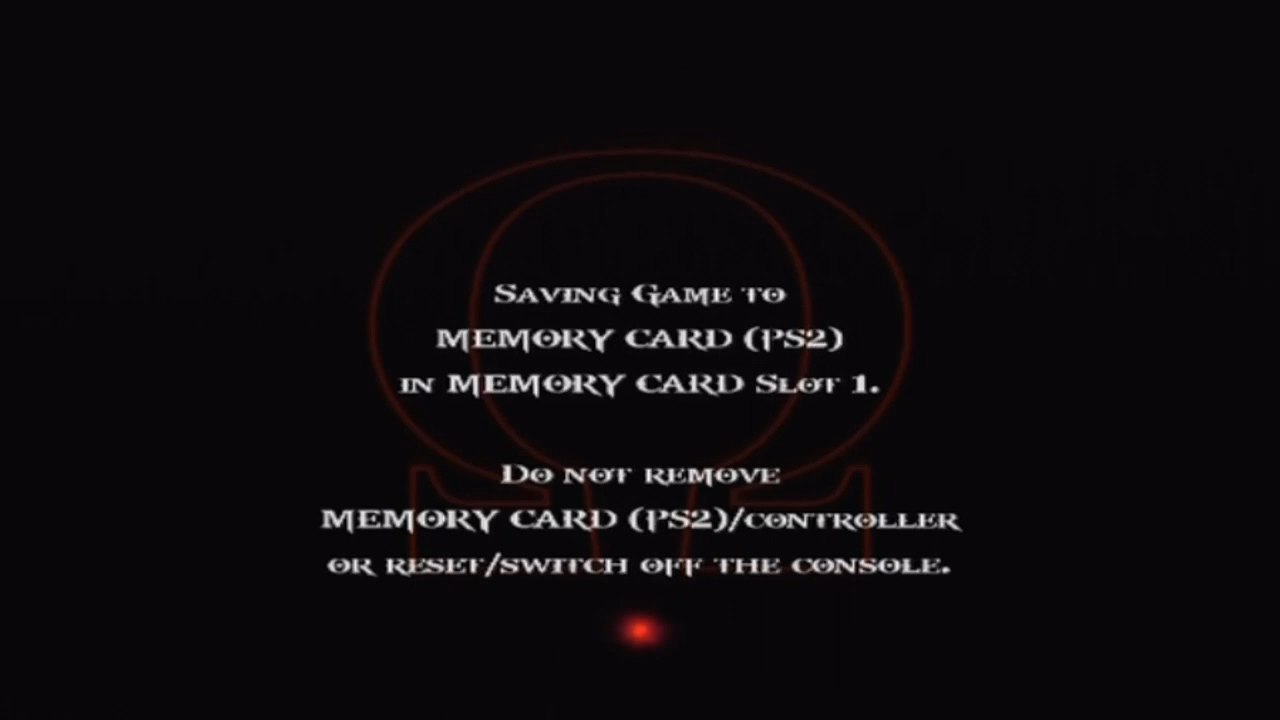 Saving Game to
MEMORY CARD (PS2)
in MEMORY CARD Slot 1.
Do not remove
MEMORY CARD (PS2)/controller
or reset/switch off the console.